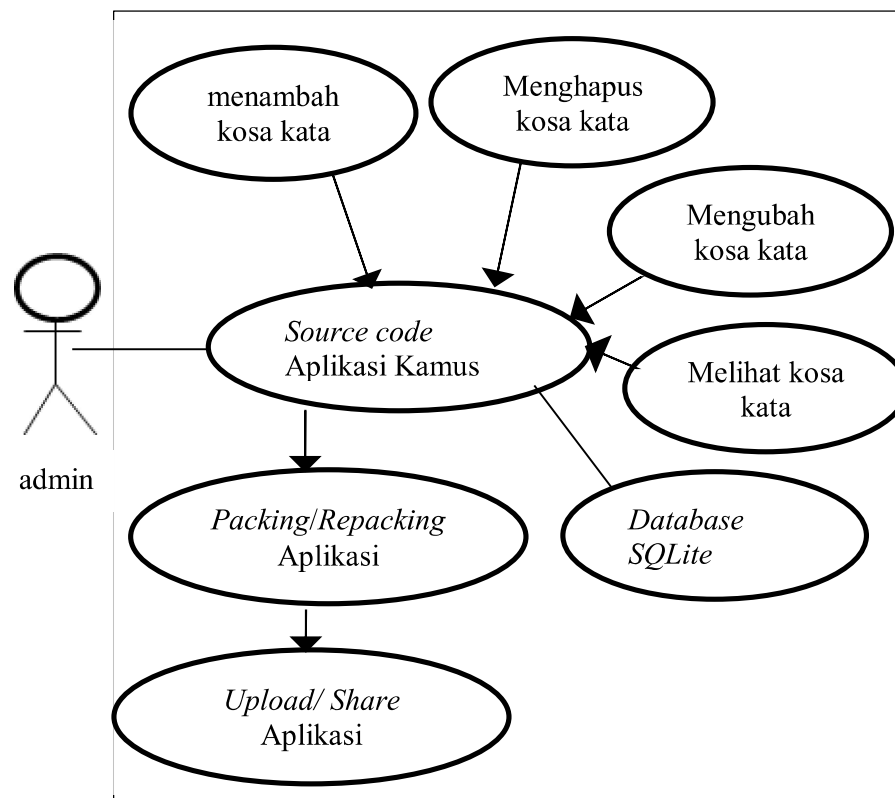 menambah
kosa kata
Menghapus
kosa kata
Mengubah
kosa kata
Source code
Aplikasi Kamus
Melihat kosa
kata
admin
Packing/Repacking
Aplikasi
Database
SQLite
Upload/ Share
Aplikasi